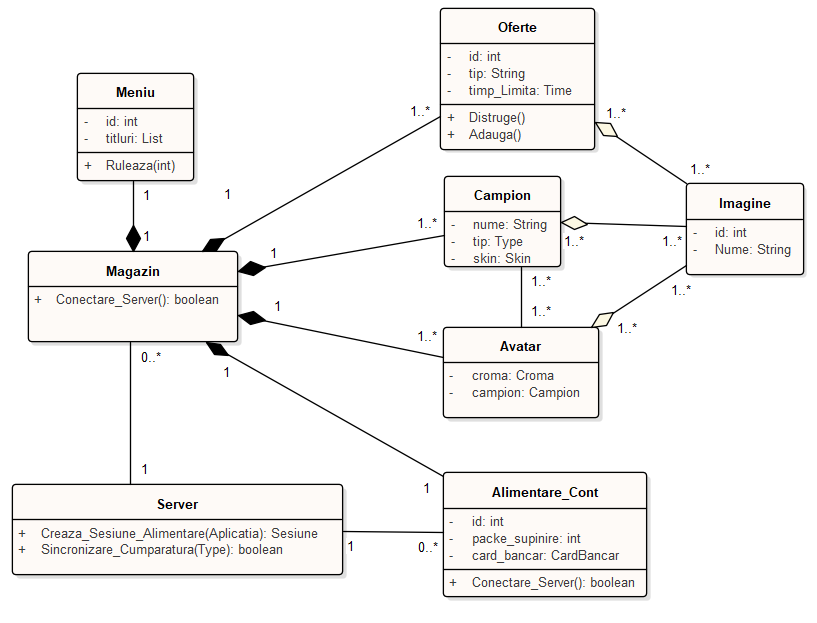 Oferte
- id: int
- tip: String
- timp_Limita: Time
+ Distruge()
+ Adauga()
Meniu
- id: int
- titluri: List
+ Ruleaza(int)
1..*
1..*
1..*
1
1
1
Campion
- nume: String
- tip: Type
- skin: Skin
1..*
1..*
1..*
Imagine
- id: int
- Nume: String
Magazin
+ Conectare_Server(): boolean
1
1..*
1..*
1..*
1
1..*
1..*
Avatar
- croma: Croma
- campion: Campion
0..*
1
1
1
Server
+ Creaza_Sesiune_Alimentare(Aplicatia): Sesiune
+ Sincronizare_Cumparatura(Type): boolean
1
0..*
Alimentare_Cont
- id: int
- packe_supinire: int
- card_bancar: CardBancar
+ Conectare_Server(): boolean